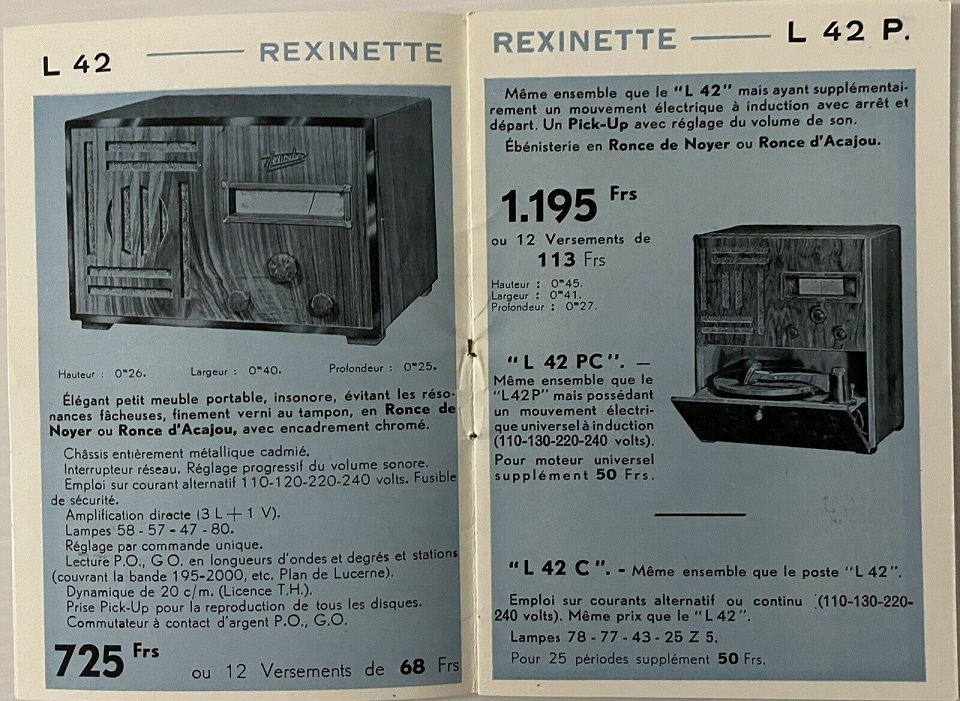 L 42 REXINETTE
Hauteur : 0ᵐ26. Largeur : 0ᵐ40. Profondeur : 0ᵐ25.
Élégant petit meuble portable, insonore, évitant les réso-
nances fâcheuses, finement verni au tampon, en Ronce de
Noyer ou Ronce d'Acajou, avec encadrement chromé.
Châssis entièrement métallique cadmié.
Interrupteur réseau. Réglage progressif du volume sonore.
Emploi sur courant alternatif 110-120-220-240 volts. Fusible
de sécurité.
Amplification directe (3 L + 1 V).
Lampes 58 - 57 - 47 - 80.
Réglage par commande unique.
Lecture P.O., G O. en longueurs d'ondes et degrés et stations
(couvrant la bande 195-2000, etc. Plan de Lucerne).
Dynamique de 20 c/m. (Licence T.H.).
Prise Pick-Up pour la reproduction de tous les disques.
Commutateur à contact d'argent P.O., G.O.
725 Frs ou 12 Versements de 68 Frs
REXINETTE L 42 P.
Même ensemble que le "L 42" mais ayant supplémentai-
rement un mouvement électrique à induction avec arrêt et
départ. Un Pick-Up avec réglage du volume de son.
Ébénisterie en Ronce de Noyer ou Ronce d'Acajou.
1.195 Frs
ou 12 Versements de
113 Frs
Hauteur : 0ᵐ45.
Largeur : 0ᵐ41.
Profondeur : 0ᵐ27.
"L 42 PC". —
Même ensemble que le
"L 42 P" mais possédant
un mouvement électri-
que universel à induction
(110-130-220-240 volts).
Pour moteur universel
supplément 50 Frs.
"L 42 C". - Même ensemble que le poste "L 42".
Emploi sur courants alternatif ou continu (110-130-220-
240 volts). Même prix que le "L 42".
Lampes 78 - 77 - 43 - 25 Z 5.
Pour 25 périodes supplément 50 Frs.